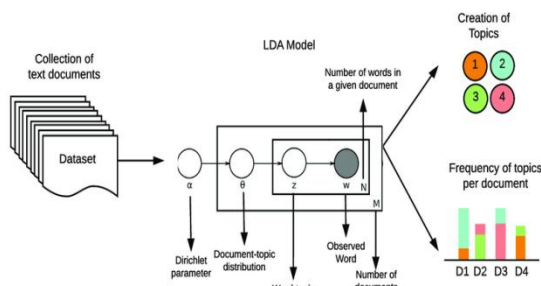 Collection of
text documents
Dataset
LDA Model
Number of words in
a given document
α
θ
z
w
N
M
Dirichlet
parameter
Document-topic
distribution
Observed
Word
Number of
Creation of
Topics
1
2
3
4
Frequency of topics
per document
D1 D2 D3 D4